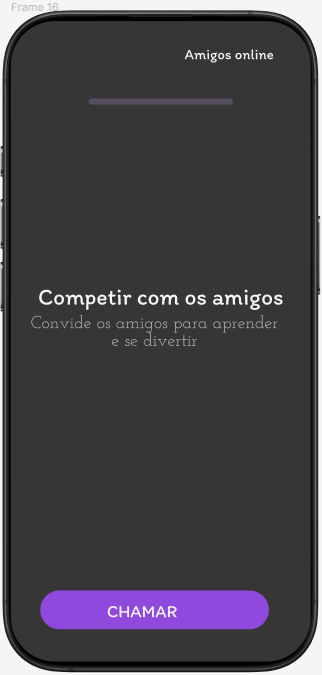 Frame 16
Amigos online
Competir com os amigos
Convide os amigos para aprender
e se divertir
CHAMAR